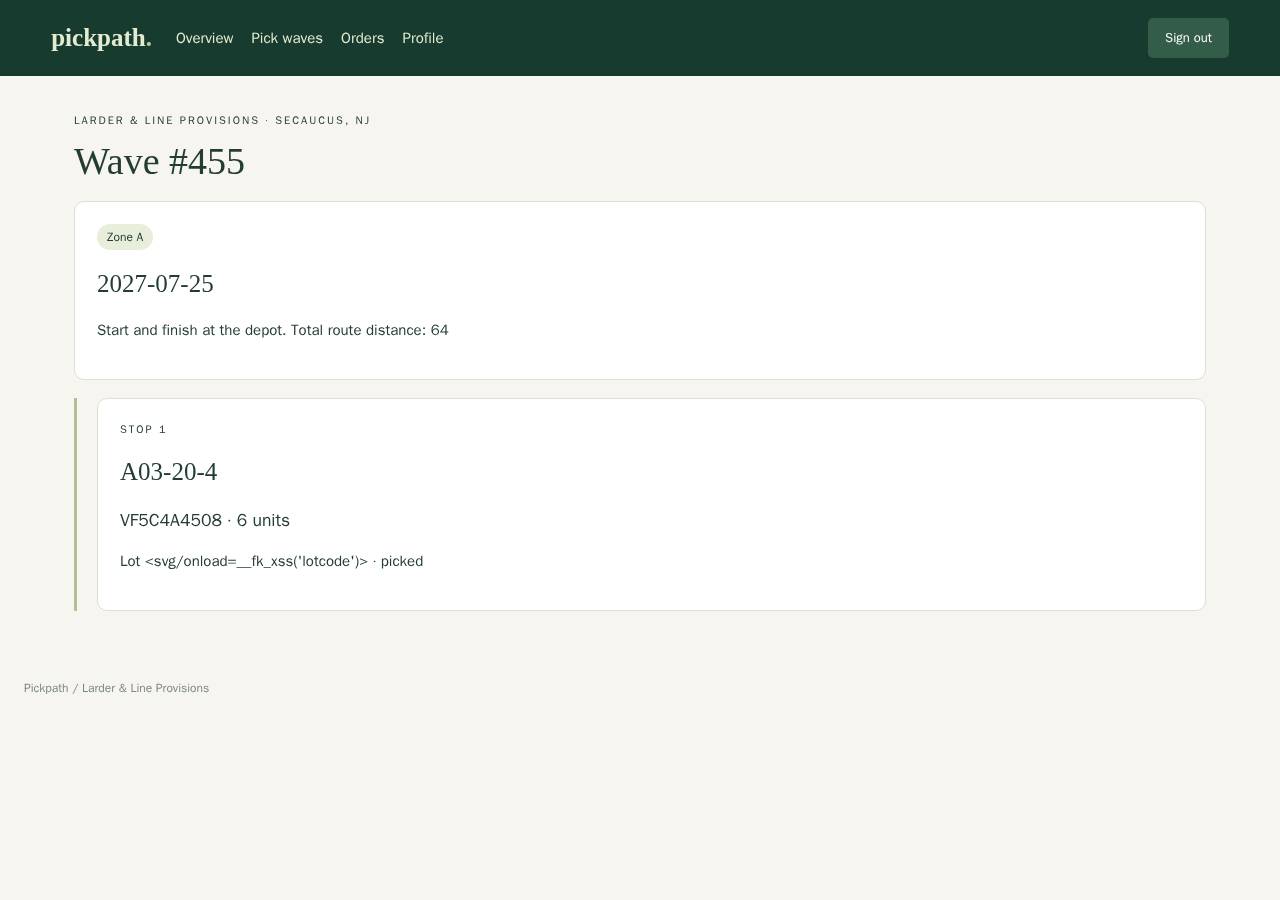 pickpath.
Overview
Pick waves
Orders
Profile
Sign out
LARDER & LINE PROVISIONS · SECAUCUS, NJ
Wave #455
Zone A
2027-07-25
Start and finish at the depot. Total route distance: 64
STOP 1
A03-20-4
VF5C4A4508 · 6 units
Lot <svg/onload=__fk_xss('lotcode')> · picked
Pickpath / Larder & Line Provisions